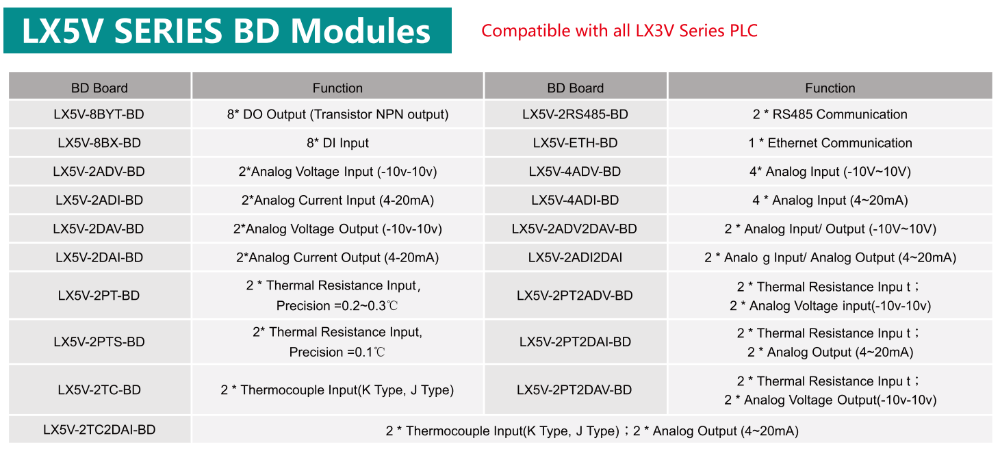 LX5V SERIES BD Modules
Compatible with all LX3V Series PLC
BD Board Function BD Board Function
LX5V-8BYT-BD 8* DO Output (Transistor NPN output) LX5V-2RS485-BD 2 * RS485 Communication
LX5V-8BX-BD 8* DI Input LX5V-ETH-BD 1 * Ethernet Communication
LX5V-2ADV-BD 2*Analog Voltage Input (-10v-10v) LX5V-4ADV-BD 4* Analog Input (-10V~10V)
LX5V-2ADI-BD 2*Analog Current Input (4-20mA) LX5V-4ADI-BD 4 * Analog Input (4~20mA)
LX5V-2DAV-BD 2*Analog Voltage Output (-10v-10v) LX5V-2ADV2DAV-BD 2 * Analog Input/ Output (-10V~10V)
LX5V-2DAI-BD 2*Analog Current Output (4-20mA) LX5V-2ADI2DAI 2 * Analo g Input/ Analog Output (4~20mA)
LX5V-2PT-BD 2 * Thermal Resistance Input,
Precision =0.2~0.3℃
LX5V-2PT2ADV-BD 2 * Thermal Resistance Inpu t；
2 * Analog Voltage input(-10v-10v)
LX5V-2PTS-BD 2* Thermal Resistance Input,
Precision =0.1℃
LX5V-2PT2DAI-BD 2 * Thermal Resistance Inpu t；
2 * Analog Output (4~20mA)
LX5V-2TC-BD 2 * Thermocouple Input(K Type, J Type)
LX5V-2PT2DAV-BD 2 * Thermal Resistance Inpu t；
2 * Analog Voltage Output(-10v-10v)
LX5V-2TC2DAI-BD 2 * Thermocouple Input(K Type, J Type)；2 * Analog Output (4~20mA)